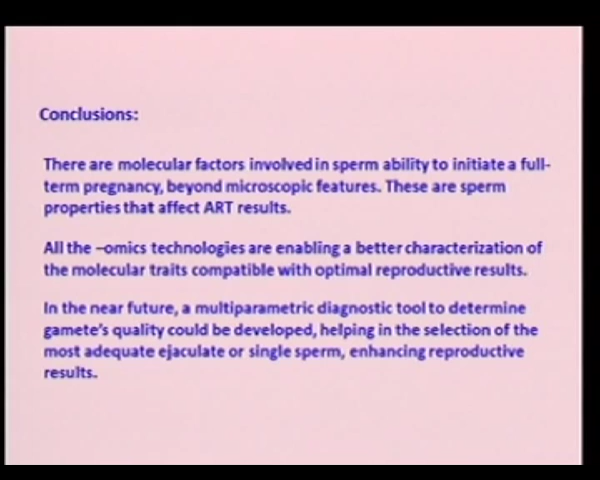 Conclusions:
There are molecular factors involved in sperm ability to initiate a full-
term pregnancy, beyond microscopic features. These are sperm
properties that affect ART results.
All the –omics technologies are enabling a better characterization of
the molecular traits compatible with optimal reproductive results.
In the near future, a multiparametric diagnostic tool to determine
gamete's quality could be developed, helping in the selection of the
most adequate ejaculate or single sperm, enhancing reproductive
results.